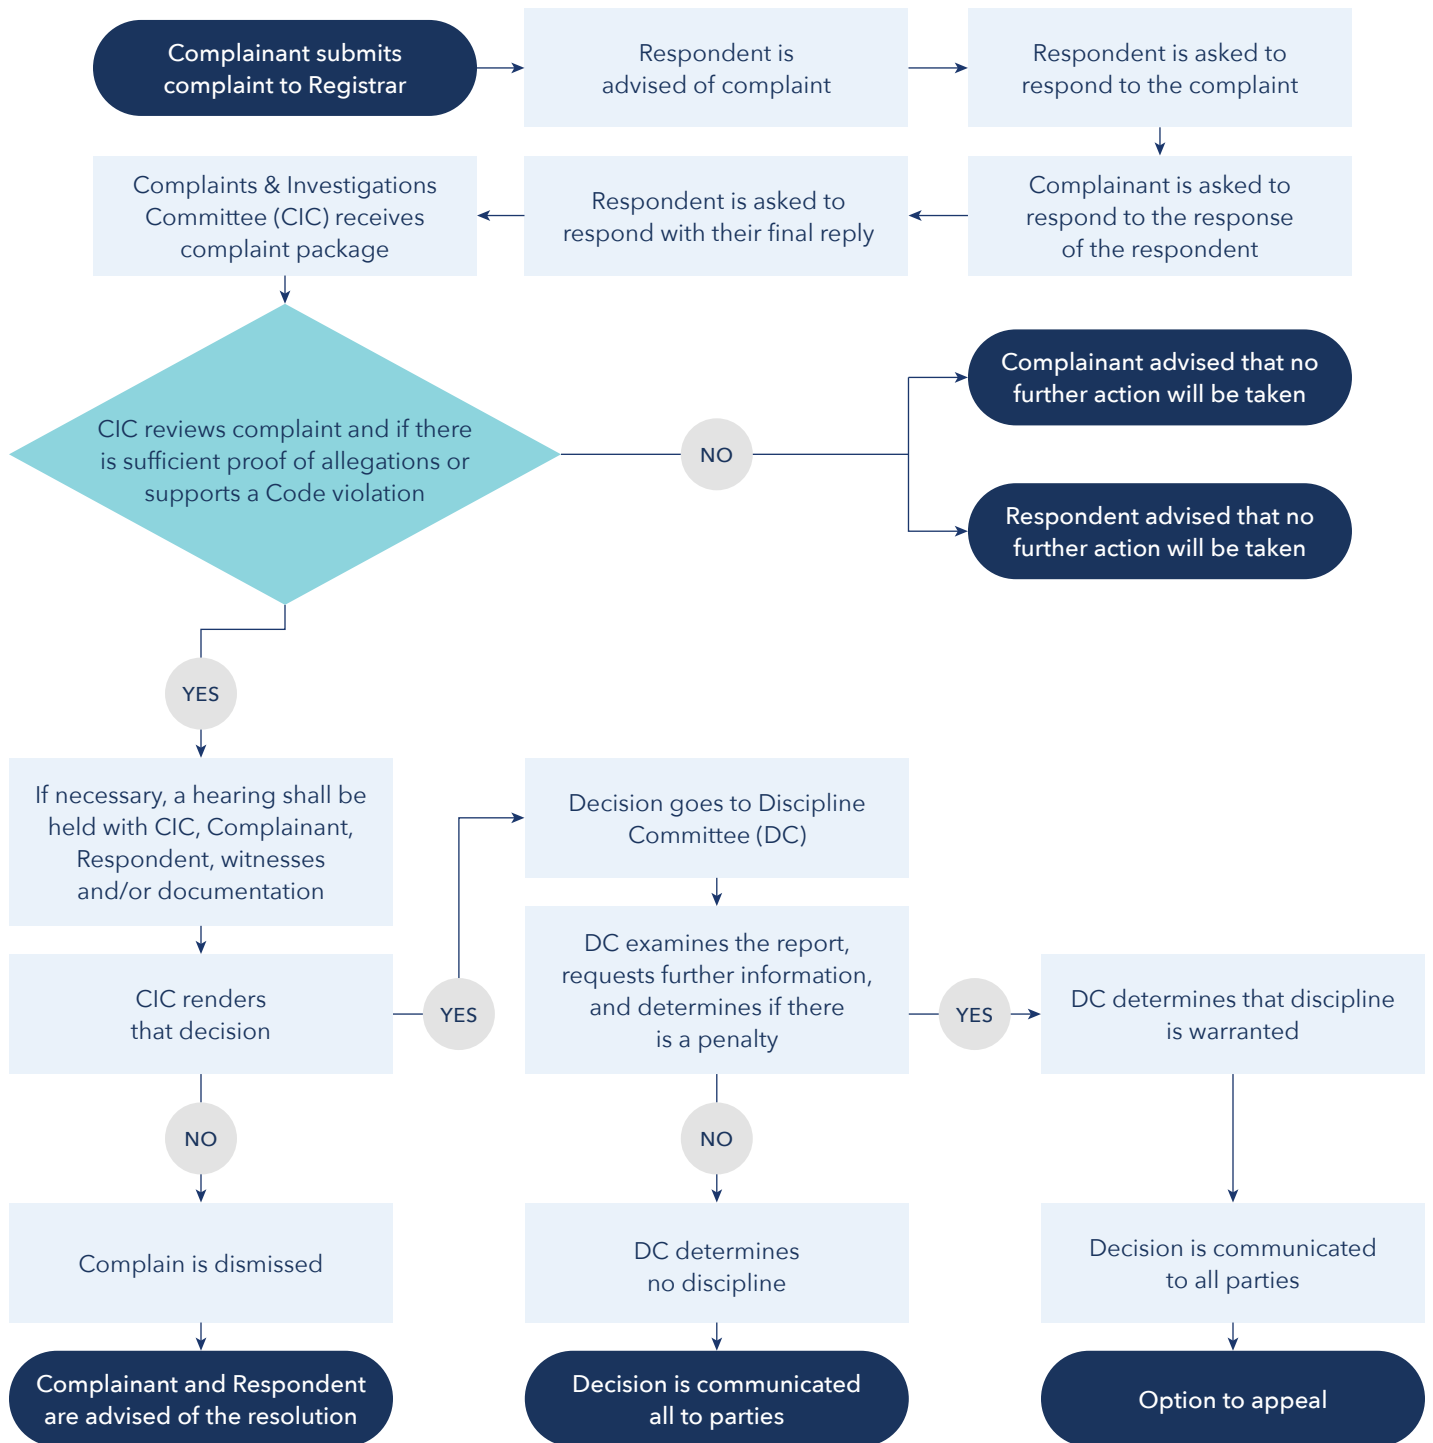 Complainant submits
complaint to Registrar
Respondent is
advised of complaint
Respondent is asked to
respond to the complaint
Complainant is asked to
respond to the response
of the respondent
Respondent is asked to
respond with their final reply
Complaints & Investigations
Committee (CIC) receives
complaint package
CIC reviews complaint and if there
is sufficient proof of allegations or
supports a Code violation
NO
Complainant advised that no
further action will be taken
Respondent advised that no
further action will be taken
YES
If necessary, a hearing shall be
held with CIC, Complainant,
Respondent, witnesses
and/or documentation
CIC renders
that decision
NO
Complain is dismissed
Complainant and Respondent
are advised of the resolution
YES
Decision goes to Discipline
Committee (DC)
DC examines the report,
requests further information,
and determines if there
is a penalty
NO
DC determines
no discipline
Decision is communicated
all to parties
YES
DC determines that discipline
is warranted
Decision is communicated
to all parties
Option to appeal